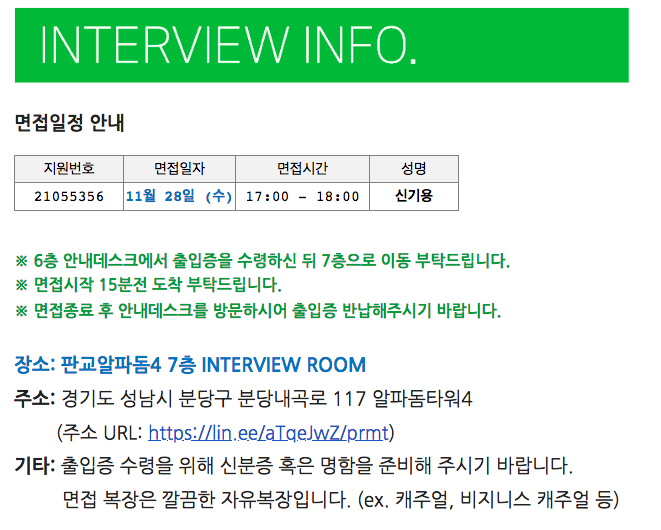 INTERVIEW INFO.
면접일정 안내
지원번호 면접일자 면접시간 성명
21055356 11월 28일 (수) 17:00 – 18:00 신기용
※ 6층 안내데스크에서 출입증을 수령하신 뒤 7층으로 이동 부탁드립니다.
※ 면접시작 15분전 도착 부탁드립니다.
※ 면접종료 후 안내데스크를 방문하시어 출입증 반납해주시기 바랍니다.
장소: 판교알파돔4 7층 INTERVIEW ROOM
주소: 경기도 성남시 분당구 분당내곡로 117 알파돔타워4
(주소 URL: https://lin.ee/aTqeJwZ/prmt)
기타: 출입증 수령을 위해 신분증 혹은 명함을 준비해 주시기 바랍니다.
면접 복장은 깔끔한 자유복장입니다. (ex. 캐주얼, 비지니스 캐주얼 등)